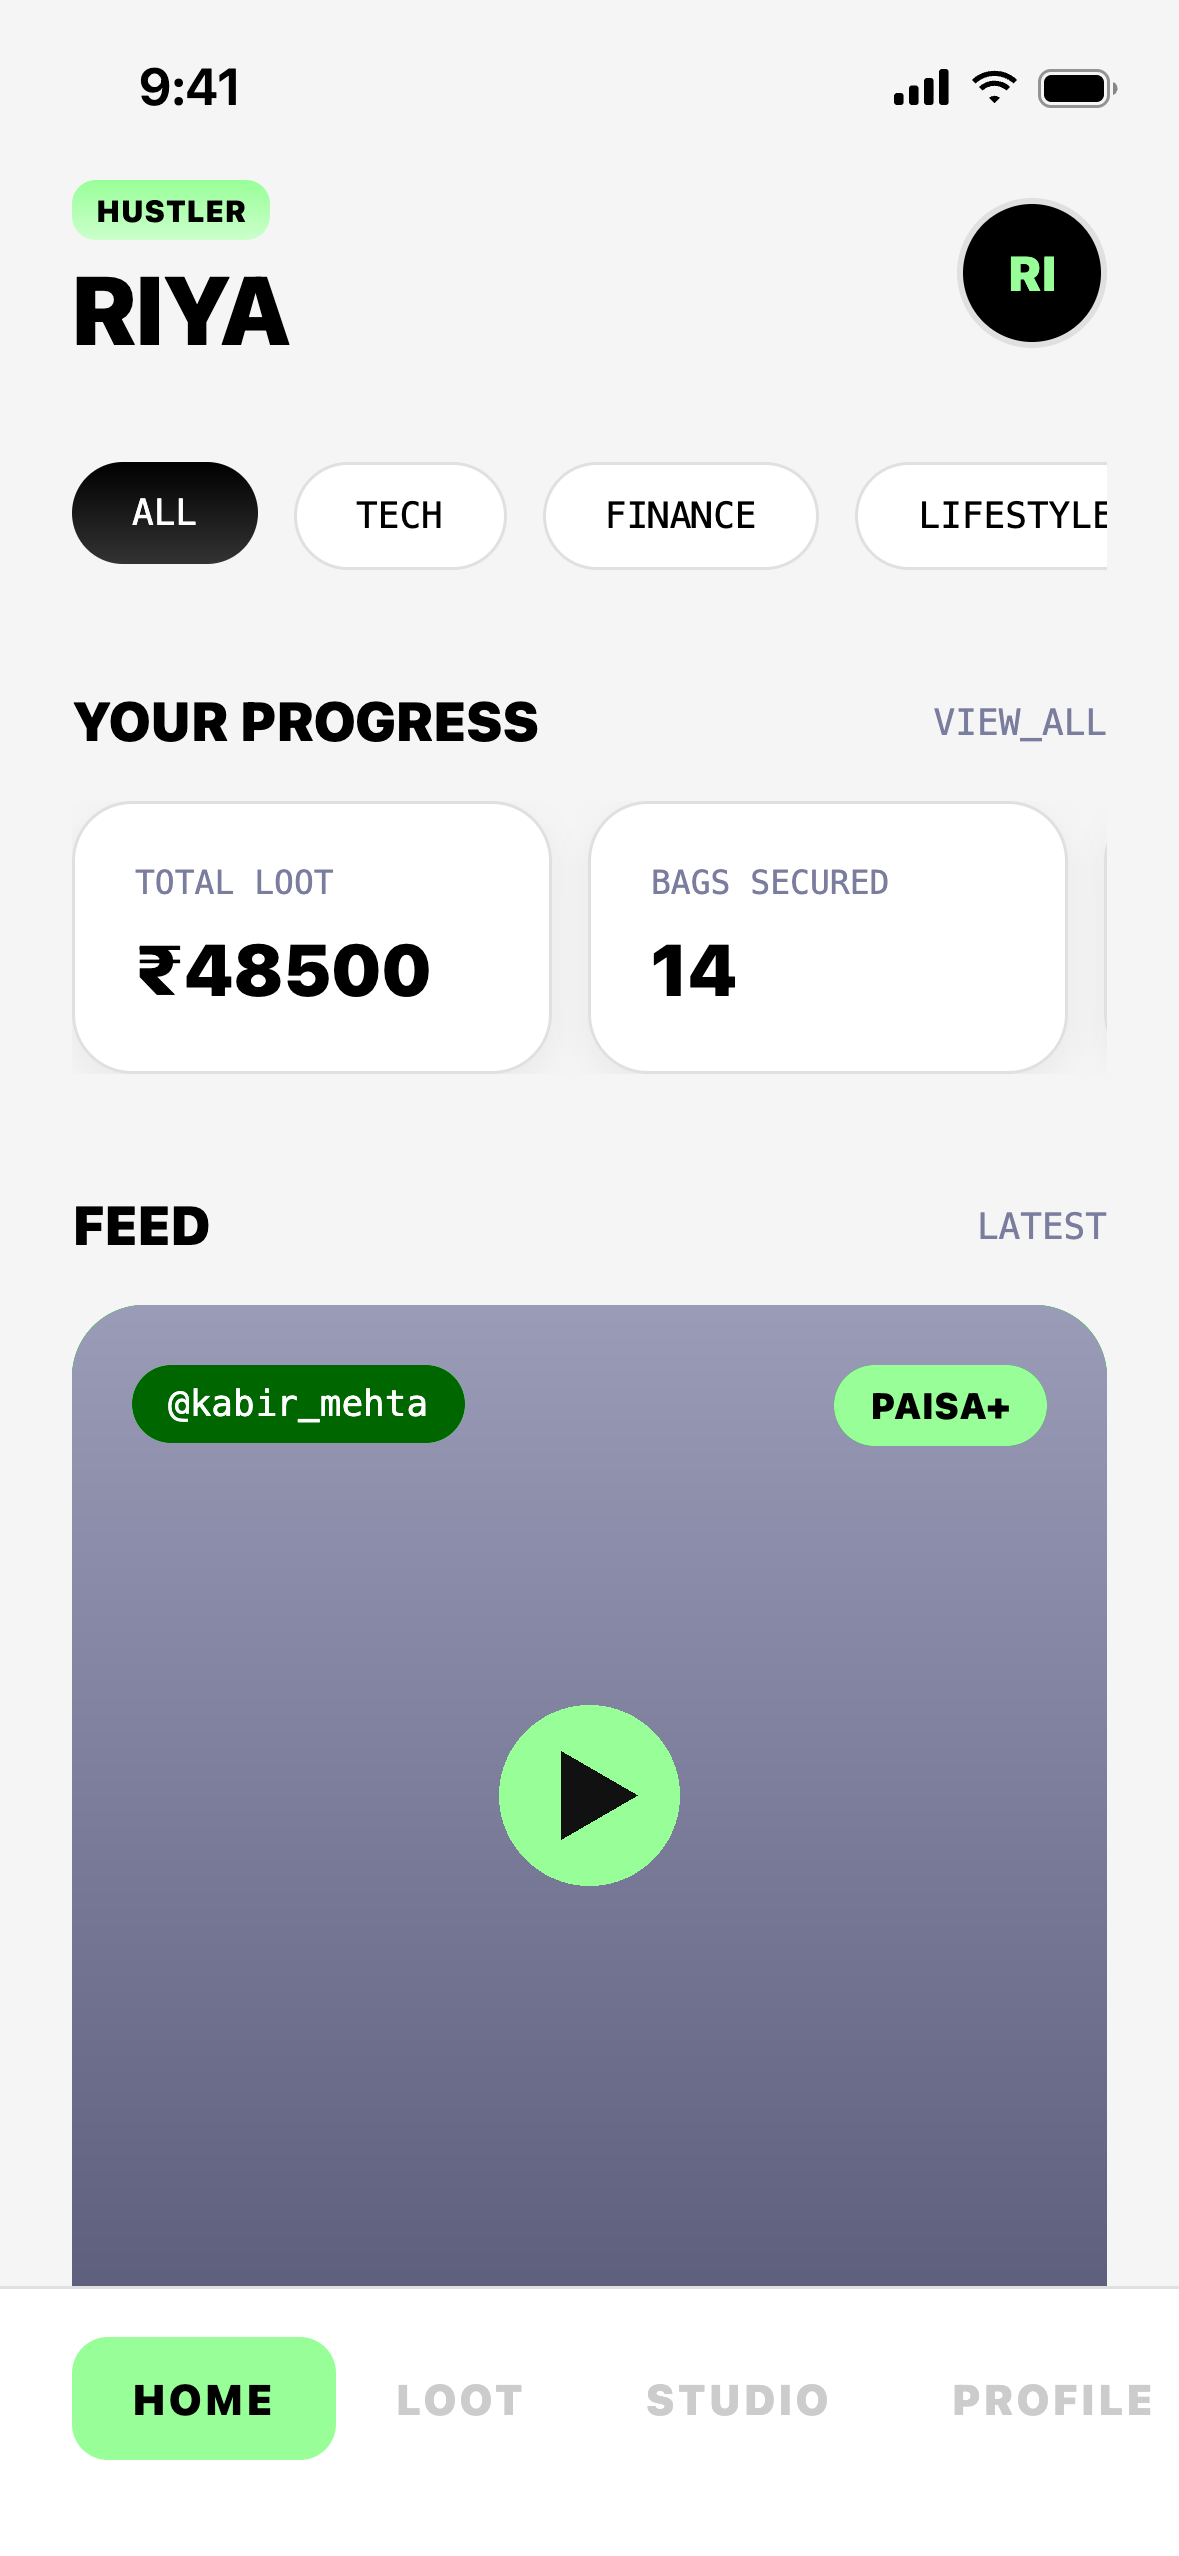 9:41
HUSTLER
RIYA
RI
ALL
TECH
FINANCE
LIFESTYLE
YOUR PROGRESS
VIEW_ALL
TOTAL LOOT
₹48500
BAGS SECURED
14
FEED
LATEST
@kabir_mehta
PAISA+
HOME
LOOT
STUDIO
PROFILE